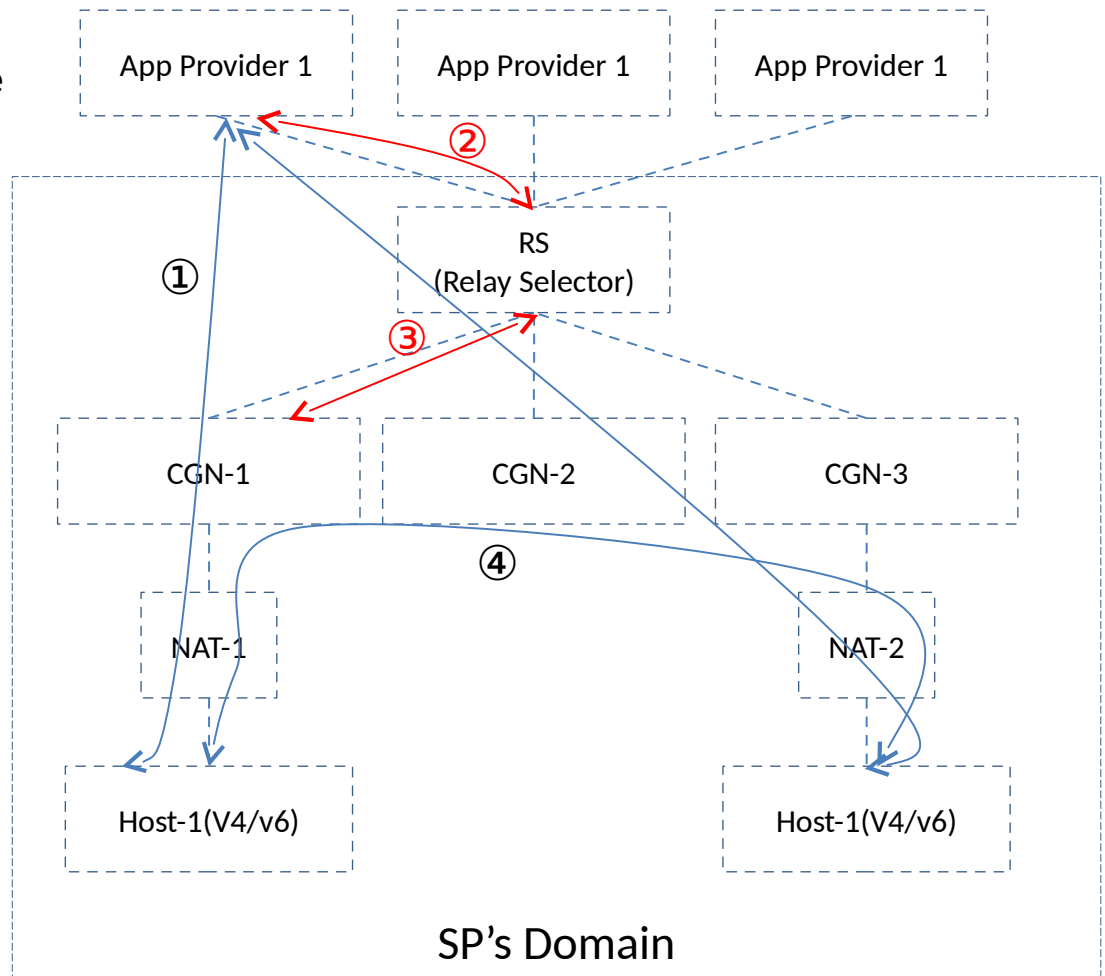 App Provider 1
App Provider 1
App Provider 1
e
②
RS
(Relay Selector)
①
③
CGN-1
CGN-2
CGN-3
④
NAT-1
NAT-2
Host-1(V4/v6)
Host-1(V4/v6)
SP’s Domain